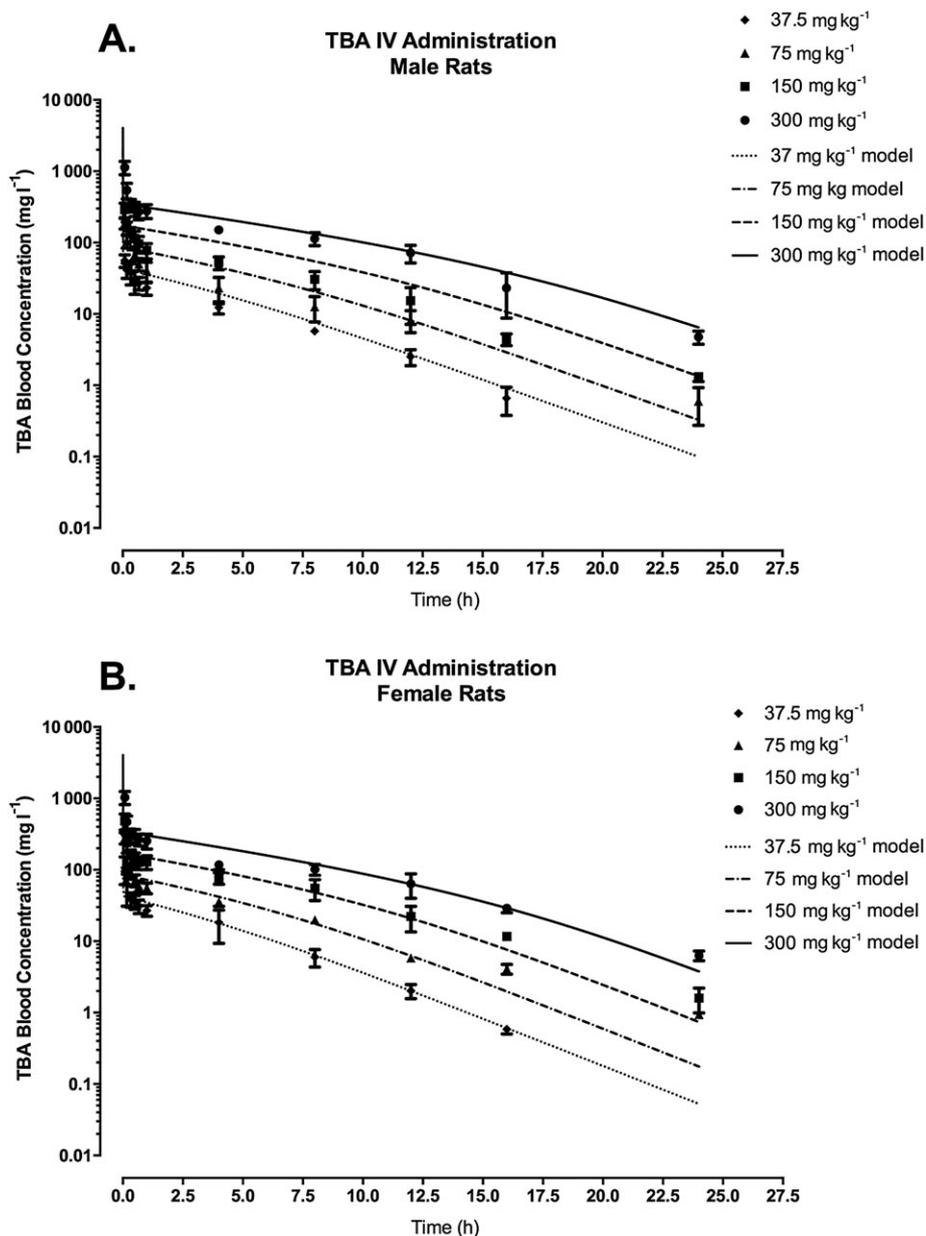 A.
TBA IV Administration
Male Rats
37.5 mg kg⁻¹
75 mg kg⁻¹
150 mg kg⁻¹
300 mg kg⁻¹
37 mg kg⁻¹ model
75 mg kg model
150 mg kg⁻¹ model
300 mg kg⁻¹ model
TBA Blood Concentration (mg l⁻¹)
10 000
1 000
100
10
1
0.1
0.01
0.0 2.5 5.0 7.5 10.0 12.5 15.0 17.5 20.0 22.5 25.0 27.5
Time (h)
B.
TBA IV Administration
Female Rats
37.5 mg kg⁻¹
75 mg kg⁻¹
150 mg kg⁻¹
300 mg kg⁻¹
37.5 mg kg⁻¹ model
75 mg kg⁻¹ model
150 mg kg⁻¹ model
300 mg kg⁻¹ model
TBA Blood Concentration (mg l⁻¹)
10 000
1 000
100
10
1
0.1
0.01
0.0 2.5 5.0 7.5 10.0 12.5 15.0 17.5 20.0 22.5 25.0 27.5
Time (h)